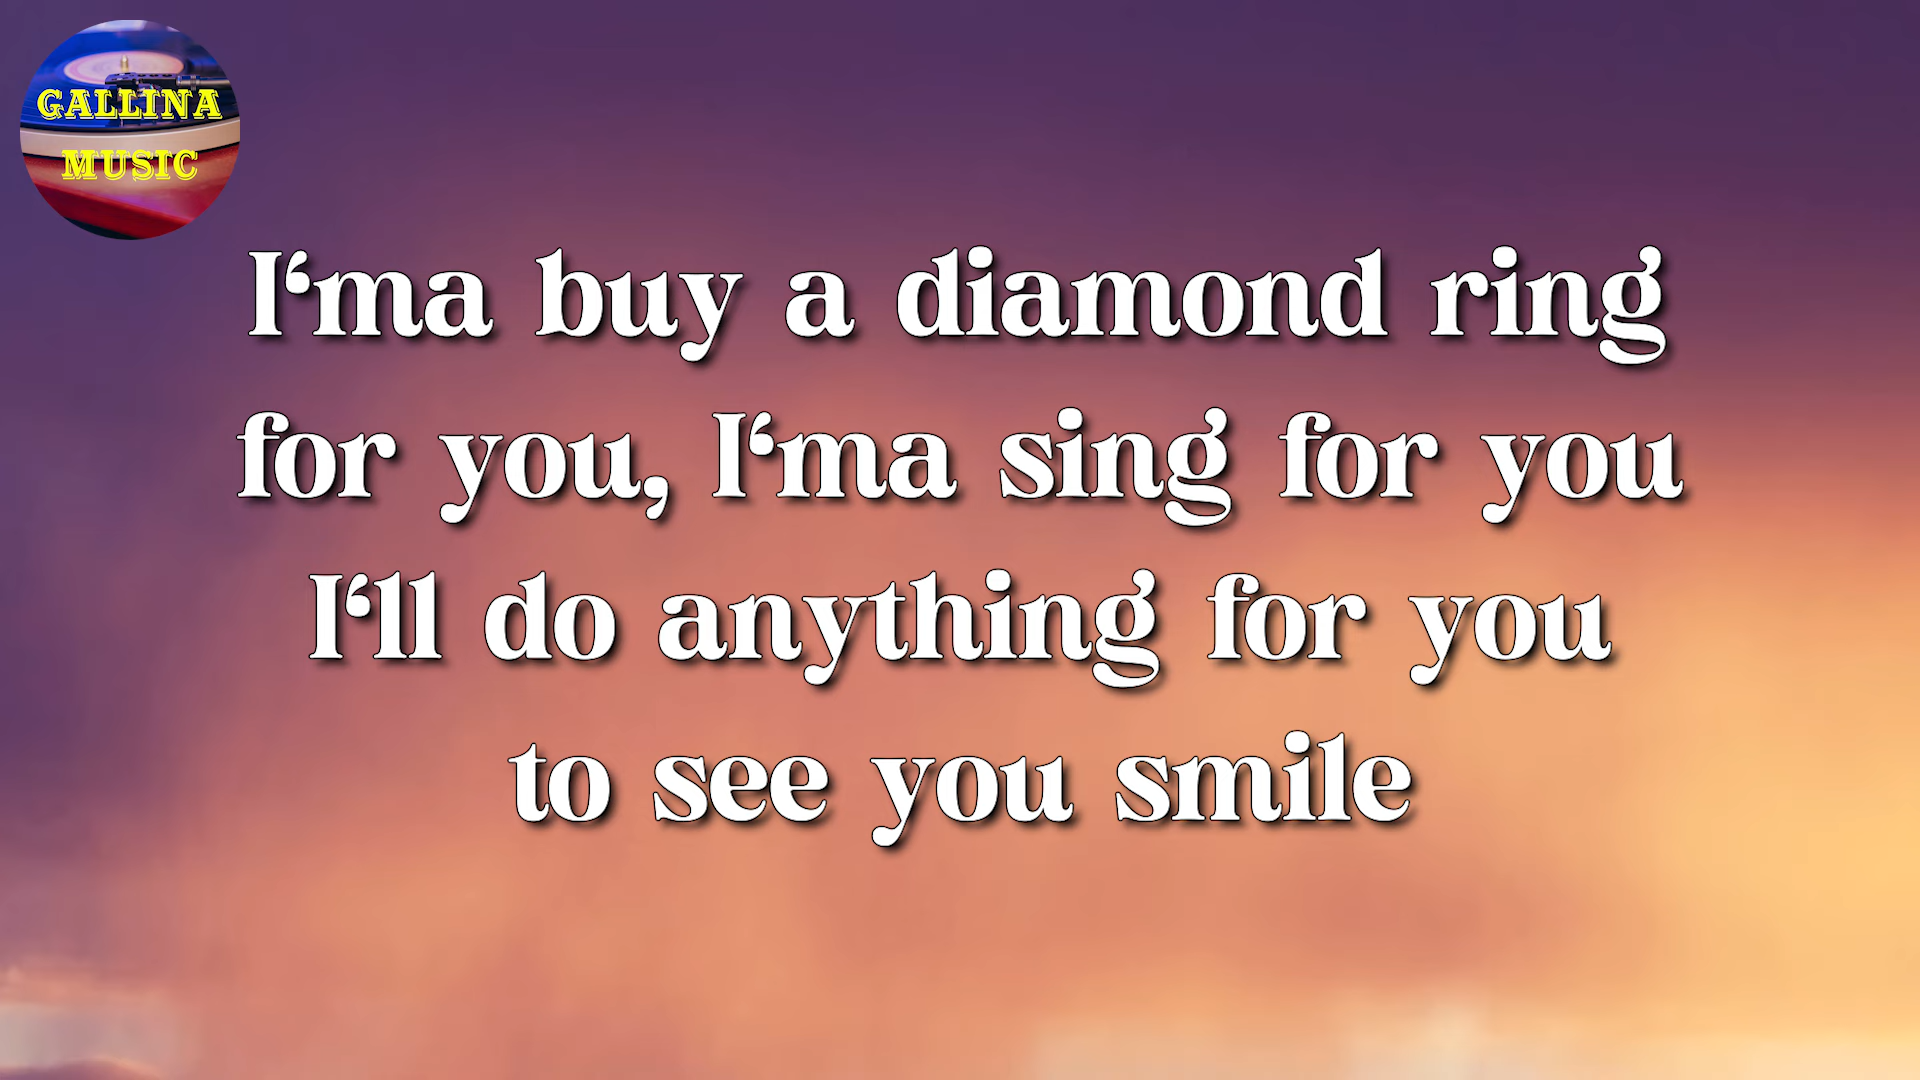 GALLINA
MUSIC
I‘ma buy a diamond ring
for you, I‘ma sing for you
I‘ll do anything for you
to see you smile